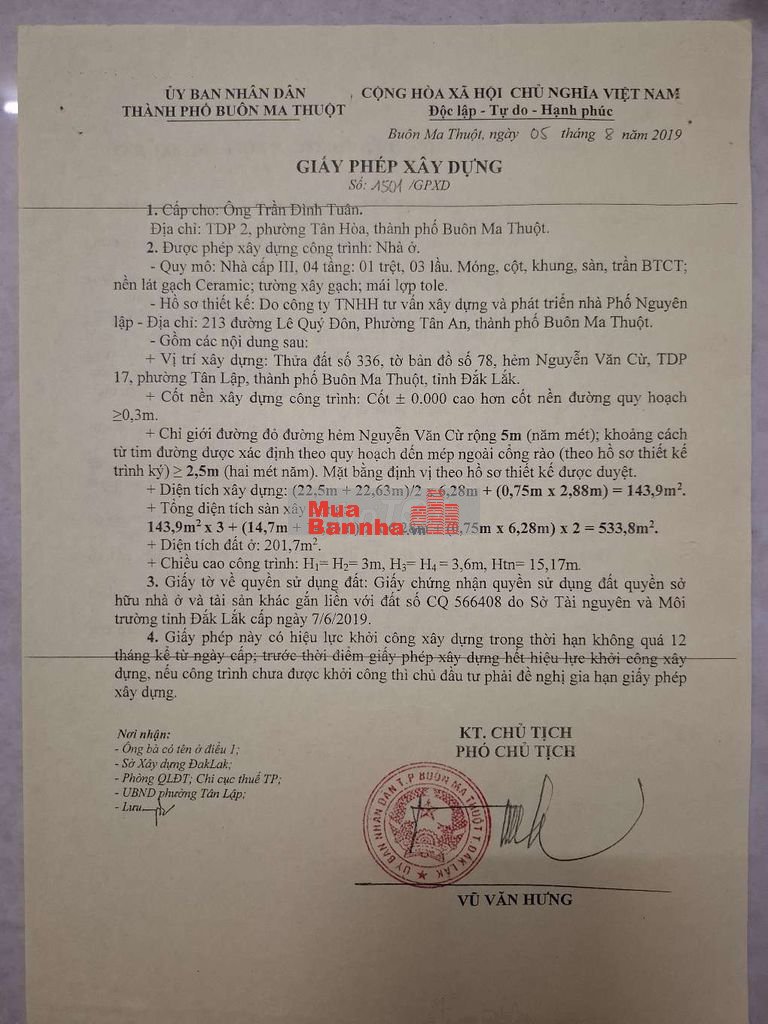 ỦY BAN NHÂN DÂN
THÀNH PHỐ BUÔN MA THUỘT
CỘNG HÒA XÃ HỘI CHỦ NGHĨA VIỆT NAM
Độc lập - Tự do - Hạnh phúc
Buôn Ma Thuột, ngày 05 tháng 8 năm 2019
GIẤY PHÉP XÂY DỰNG
Số: 1501 /GPXD
1. Cấp cho: Ông Trần Đình Tuân.
Địa chỉ: TDP 2, phường Tân Hòa, thành phố Buôn Ma Thuột.
2. Được phép xây dựng công trình: Nhà ở.
- Quy mô: Nhà cấp III, 04 tầng: 01 trệt, 03 lầu. Móng, cột, khung, sàn, trần BTCT;
nền lát gạch Ceramic; tường xây gạch; mái lợp tole.
- Hồ sơ thiết kế: Do công ty TNHH tư vấn xây dựng và phát triển nhà Phố Nguyên
lập - Địa chỉ: 213 đường Lê Quý Đôn, Phường Tân An, thành phố Buôn Ma Thuột.
- Gồm các nội dung sau:
+ Vị trí xây dựng: Thửa đất số 336, tờ bản đồ số 78, hẻm Nguyễn Văn Cừ, TDP
17, phường Tân Lập, thành phố Buôn Ma Thuột, tỉnh Đắk Lắk.
+ Cốt nền xây dựng công trình: Cốt ± 0.000 cao hơn cốt nền đường quy hoạch
≥0,3m.
+ Chỉ giới đường đỏ đường hẻm Nguyễn Văn Cừ rộng 5m (năm mét); khoảng cách
từ tim đường được xác định theo quy hoạch đến mép ngoài cổng rào (theo hồ sơ thiết kế
trình ký) ≥ 2,5m (hai mét năm). Mặt bằng định vị theo hồ sơ thiết kế được duyệt.
+ Diện tích xây dựng: (22,5m + 22,63m)/2 x 6,28m + (0,75m x 2,88m) = 143,9m².
+ Tổng diện tích sàn xây
143,9m² x 3 + (14,7m + (0,75m x 6,28m) x 2 = 533,8m².
Mua
Bannha.vn
+ Diện tích đất ở: 201,7m².
+ Chiều cao công trình: H₁= H₂= 3m, H₃= H₄ = 3,6m, Htn= 15,17m.
3. Giấy tờ về quyền sử dụng đất: Giấy chứng nhận quyền sử dụng đất quyền sở
hữu nhà ở và tài sản khác gắn liền với đất số CQ 566408 do Sở Tài nguyên và Môi
trường tỉnh Đắk Lắk cấp ngày 7/6/2019.
4. Giấy phép này có hiệu lực khởi công xây dựng trong thời hạn không quá 12
tháng kể từ ngày cấp; trước thời điểm giấy phép xây dựng hết hiệu lực khởi công xây
dựng, nếu công trình chưa được khởi công thì chủ đầu tư phải đề nghị gia hạn giấy phép
xây dựng.
Nơi nhận:
- Ông bà có tên ở điều 1;
- Sở Xây dựng ĐakLak;
- Phòng QLĐT; Chi cục thuế TP;
- UBND phường Tân Lập;
- Lưu
KT. CHỦ TỊCH
PHÓ CHỦ TỊCH
ỦY BAN NHÂN DÂN T.P BUÔN MA THUỘT T. ĐAK LAK
VŨ VĂN HƯNG